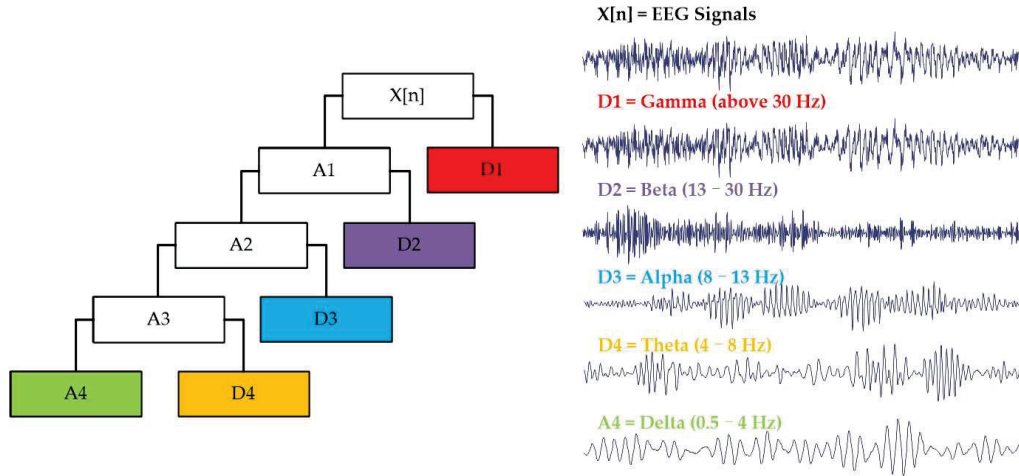 X[n]
A1
D1
A2
D2
A3
D3
A4
D4
X[n] = EEG Signals
D1 = Gamma (above 30 Hz)
D2 = Beta (13 – 30 Hz)
D3 = Alpha (8 – 13 Hz)
D4 = Theta (4 – 8 Hz)
A4 = Delta (0.5 – 4 Hz)